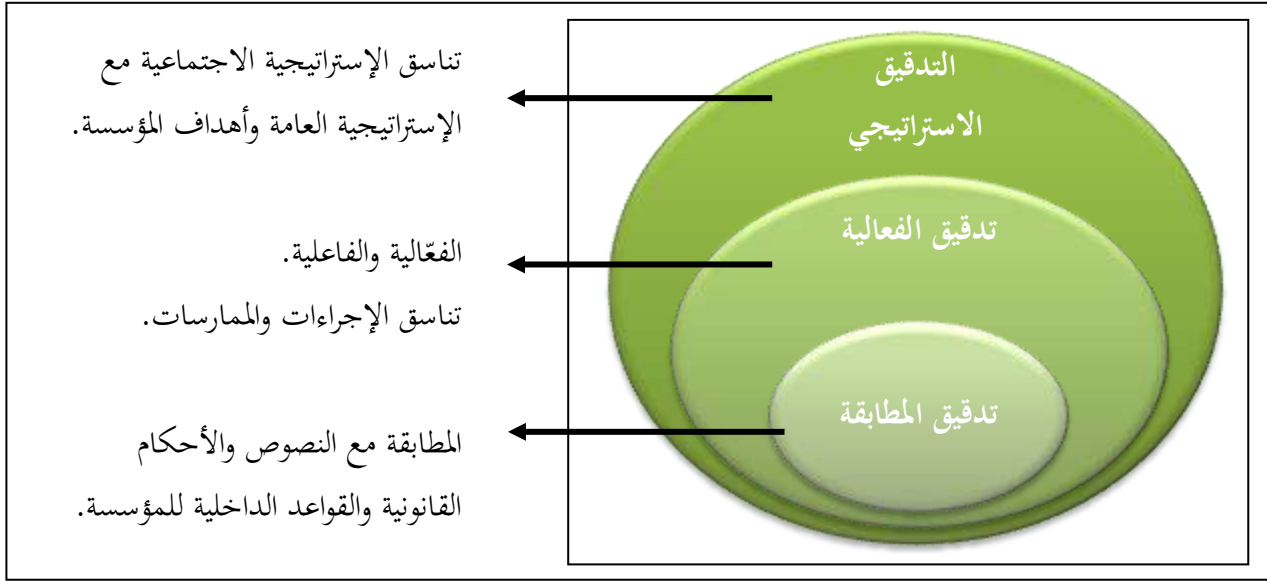 التدقيق
الاستراتيجي
تناسق الإستراتيجية الاجتماعية مع
الإستراتيجية العامة وأهداف المؤسسة.
تدقيق الفعالية
الفعّالية والفاعلية.
تناسق الإجراءات والممارسات.
تدقيق المطابقة
المطابقة مع النصوص والأحكام
القانونية والقواعد الداخلية للمؤسسة.